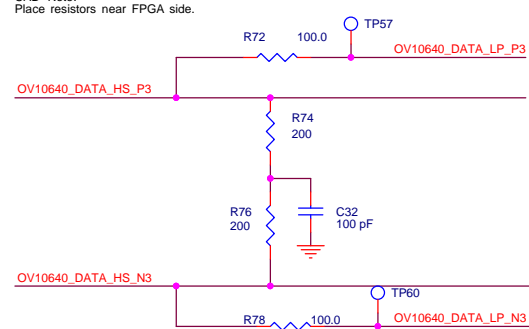 Place resistors near FPGA side.
TP57
R72
100.0
OV10640_DATA_LP_P3
OV10640_DATA_HS_P3
R74
200
R76
200
C32
100 pF
OV10640_DATA_HS_N3
TP60
R78
100.0
OV10640_DATA_LP_N3